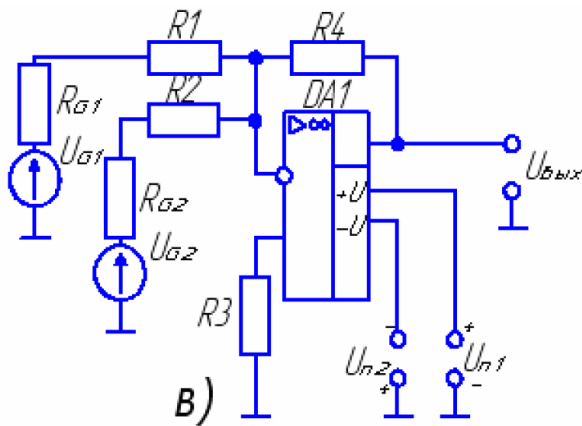 R1
R4
R2
DA1
▷∞
RG1
UG1
RG2
UG2
+U
-U
Uвых
R3
- +
Uп2 Uп1
+ -
в)